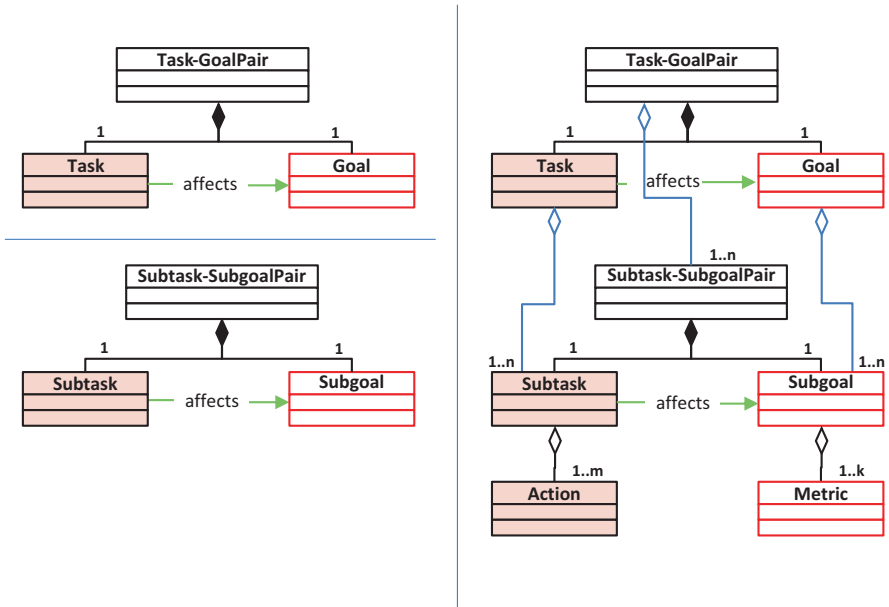 Task-GoalPair
1 1
Task Goal
affects
Subtask-SubgoalPair
1 1
Subtask Subgoal
affects
Task-GoalPair
1 1
Task Goal
affects
1..n
Subtask-SubgoalPair
1..n 1 1 1..n
Subtask Subgoal
affects
1..m 1..k
Action Metric